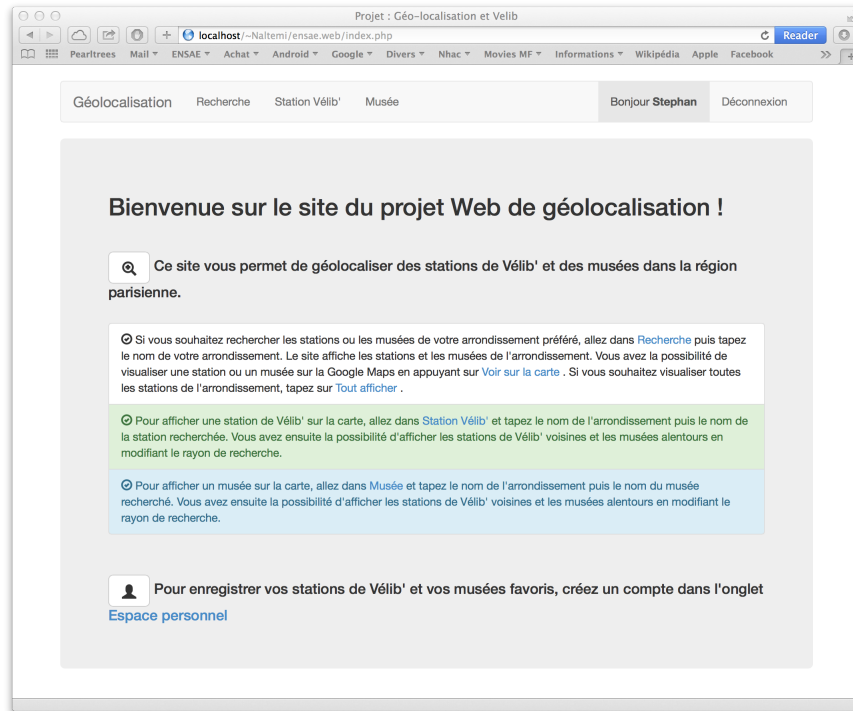 Projet : Géo-localisation et Velib
localhost/~Naltemi/ensae.web/index.php
Reader
Pearltrees Mail ENSAE Achat Android Google Divers Nhac Movies MF Informations Wikipédia Apple Facebook
Géolocalisation Recherche Station Vélib' Musée Bonjour Stephan Déconnexion
Bienvenue sur le site du projet Web de géolocalisation !
Ce site vous permet de géolocaliser des stations de Vélib' et des musées dans la région
parisienne.
Si vous souhaitez rechercher les stations ou les musées de votre arrondissement préféré, allez dans Recherche puis tapez
le nom de votre arrondissement. Le site affiche les stations et les musées de l'arrondissement. Vous avez la possibilité de
visualiser une station ou un musée sur la Google Maps en appuyant sur Voir sur la carte . Si vous souhaitez visualiser toutes
les stations de l'arrondissement, tapez sur Tout afficher .
Pour afficher une station de Vélib' sur la carte, allez dans Station Vélib' et tapez le nom de l'arrondissement puis le nom de
la station recherchée. Vous avez ensuite la possibilité d'afficher les stations de Vélib' voisines et les musées alentours en
modifiant le rayon de recherche.
Pour afficher un musée sur la carte, allez dans Musée et tapez le nom de l'arrondissement puis le nom du musée
recherché. Vous avez ensuite la possibilité d'afficher les stations de Vélib' voisines et les musées alentours en modifiant le
rayon de recherche.
Pour enregistrer vos stations de Vélib' et vos musées favoris, créez un compte dans l'onglet
Espace personnel